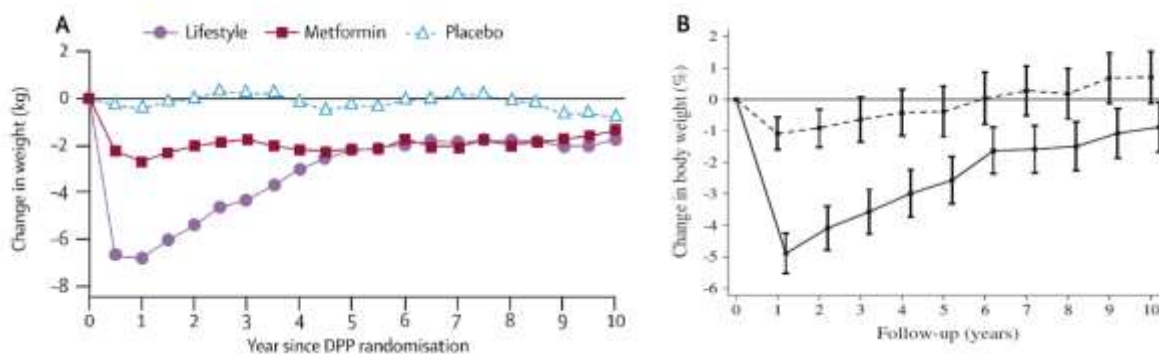 A
Lifestyle Metformin Placebo
Change in weight (kg)
2
0
−2
−4
−6
−8
0 1 2 3 4 5 6 7 8 9 10
Year since DPP randomisation
B
Change in body weight (%)
2
1
0
-1
-2
-3
-4
-5
-6
0 1 2 3 4 5 6 7 8 9 10
Follow-up (years)